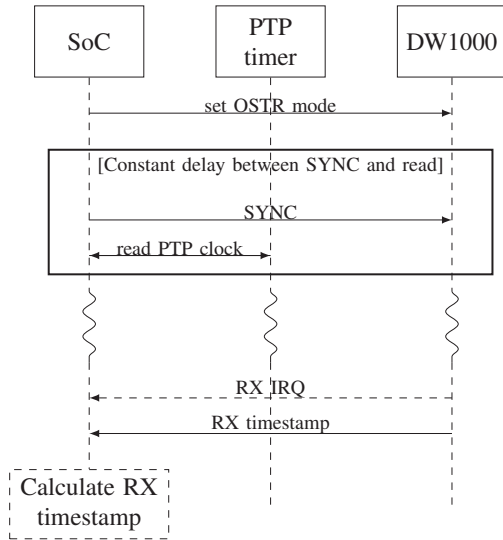 SoC
PTP
timer
DW1000
set OSTR mode
[Constant delay between SYNC and read]
SYNC
read PTP clock
RX IRQ
RX timestamp
Calculate RX
timestamp